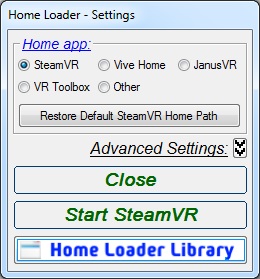 Home Loader - Settings
Home app:
SteamVR Vive Home JanusVR
VR Toolbox Other
Restore Default SteamVR Home Path
Advanced Settings:
Close
Start SteamVR
Home Loader Library